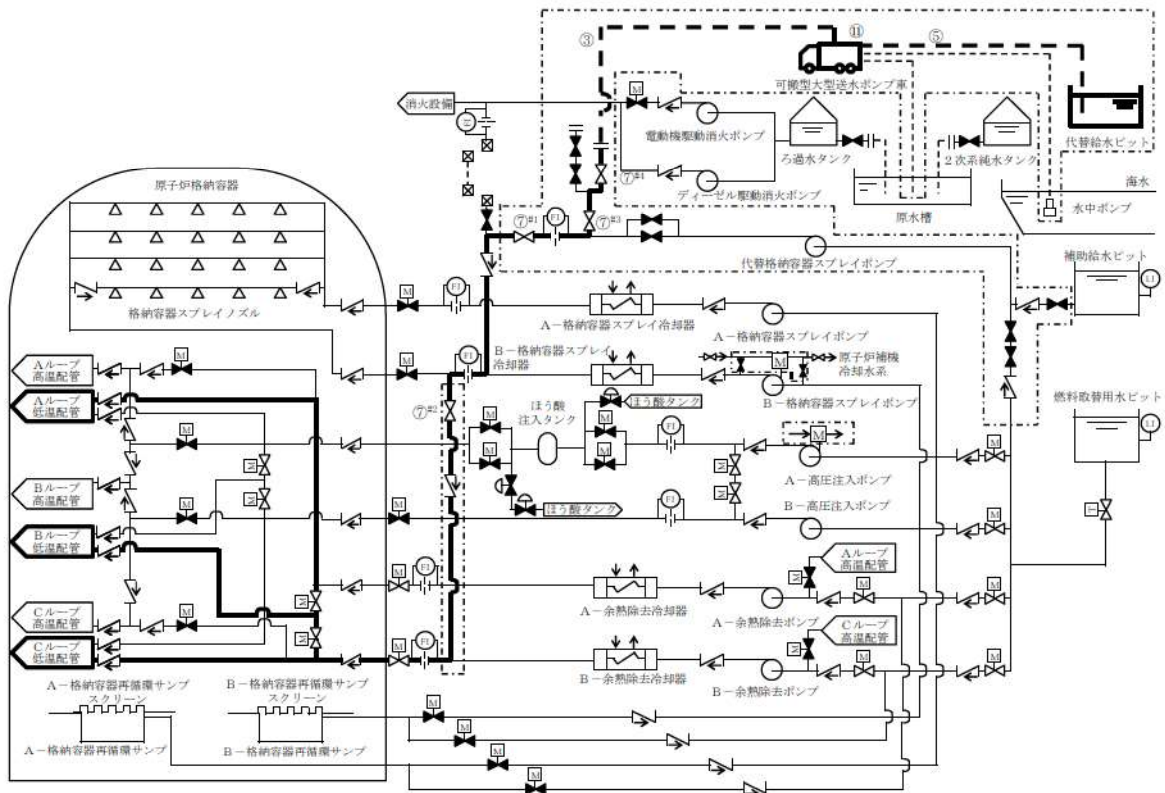 ③
⑪
⑤
可搬型大型送水ポンプ車
消火設備
M
FI
電動機駆動消火ポンプ
ろ過水タンク
2次系純水タンク
代替給水ピット
原子炉格納容器
⑦#4
ディーゼル駆動消火ポンプ
原水槽
海水
水中ポンプ
⑦#1
FI
⑦#3
代替格納容器スプレイポンプ
補助給水ピット
LI
格納容器スプレイノズル
M
FI
A-格納容器スプレイ冷却器
A-格納容器スプレイポンプ
B-格納容器スプレイ
冷却器
M
FI
M
原子炉補機
冷却水系
B-格納容器スプレイポンプ
燃料取替用水ピット
LI
Aループ
高温配管
M
Aループ
低温配管
⑦#2
ほう酸
注入タンク
ほう酸タンク
M
M
M
M
FI
M
M
M
A-高圧注入ポンプ
M
M
M
Bループ
高温配管
M
M
ほう酸タンク
M
M
FI
B-高圧注入ポンプ
M
T
Bループ
低温配管
Aループ
高温配管
M
M
FI
M
M
M
A-余熱除去冷却器
A-余熱除去ポンプ
Cループ
高温配管
M
M
Cループ
高温配管
Cループ
低温配管
M
FI
M
M
M
B-余熱除去冷却器
B-余熱除去ポンプ
A-格納容器再循環サンプ
スクリーン
B-格納容器再循環サンプ
スクリーン
A-格納容器再循環サンプ
B-格納容器再循環サンプ
M
M
M
M